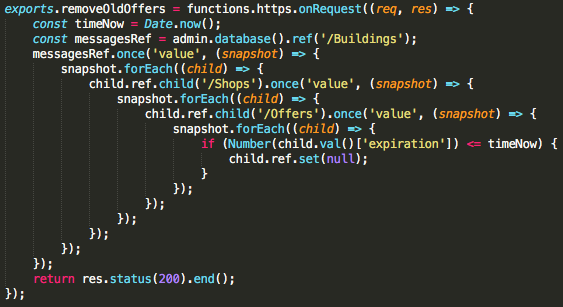 exports.removeOldOffers = functions.https.onRequest((req, res) => {
    const timeNow = Date.now();
    const messagesRef = admin.database().ref('/Buildings');
    messagesRef.once('value', (snapshot) => {
        snapshot.forEach((child) => {
            child.ref.child('/Shops').once('value', (snapshot) => {
                snapshot.forEach((child) => {
                    child.ref.child('/Offers').once('value', (snapshot) => {
                        snapshot.forEach((child) => {
                            if (Number(child.val()['expiration']) <= timeNow) {
                                child.ref.set(null);
                            }
                        });
                    });
                });
            });
        });
    });
    return res.status(200).end();
});